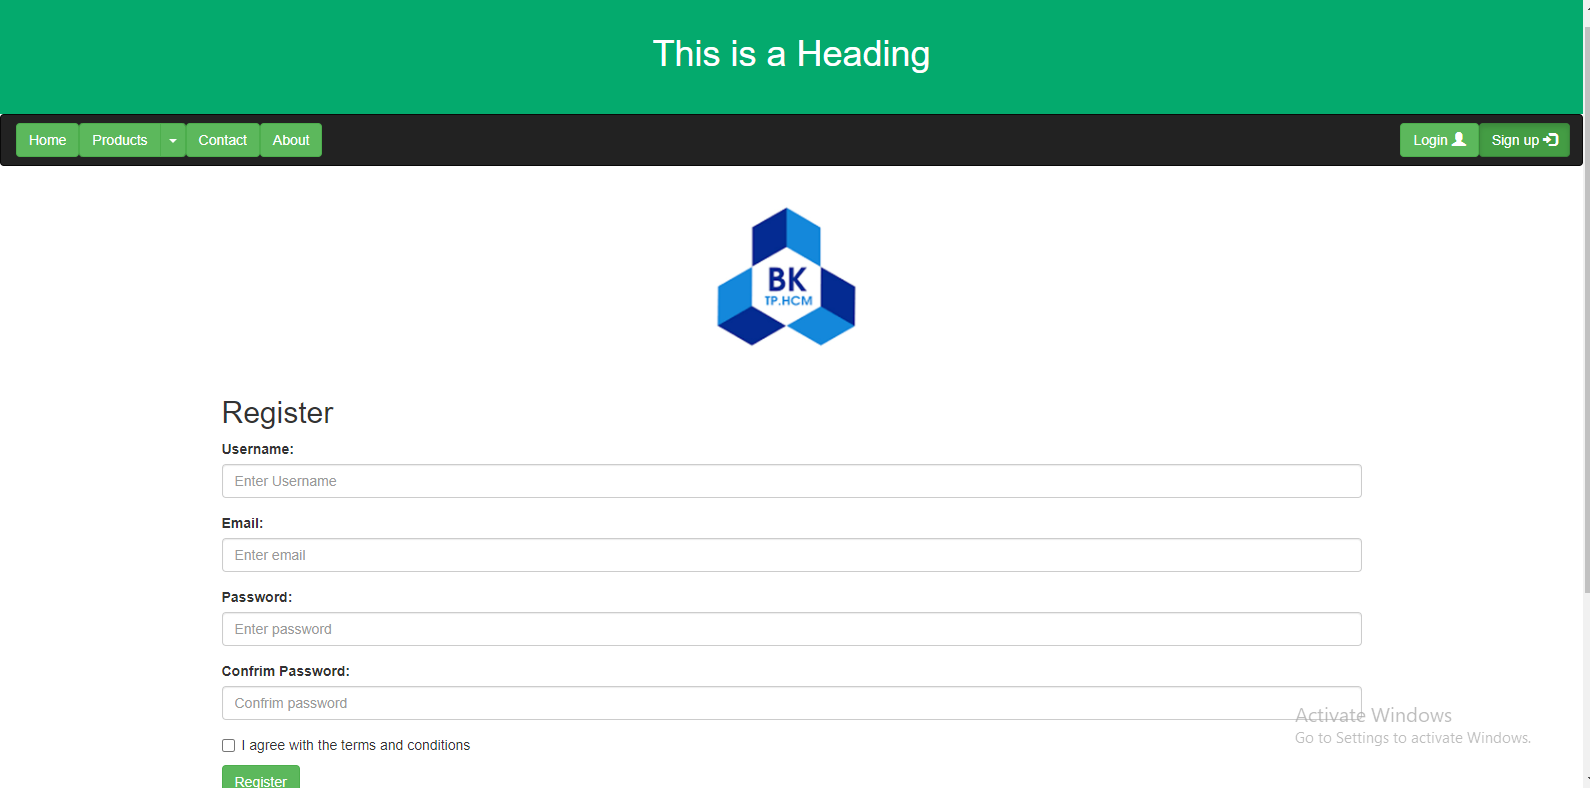 This is a Heading
Home Products Contact About Login Sign up
BK
TP.HCM
Register
Username:
Enter Username
Email:
Enter email
Password:
Enter password
Confrim Password:
Confrim password
Activate Windows
Go to Settings to activate Windows.
I agree with the terms and conditions
Register